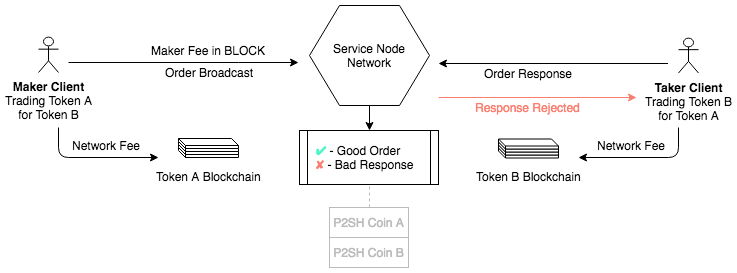 Maker Fee in BLOCK
Order Broadcast
Service Node
Network
Order Response
Response Rejected
Maker Client
Trading Token A
for Token B
Taker Client
Trading Token B
for Token A
Network Fee
Token A Blockchain
✔ - Good Order
✘ - Bad Response
Network Fee
Token B Blockchain
P2SH Coin A
P2SH Coin B